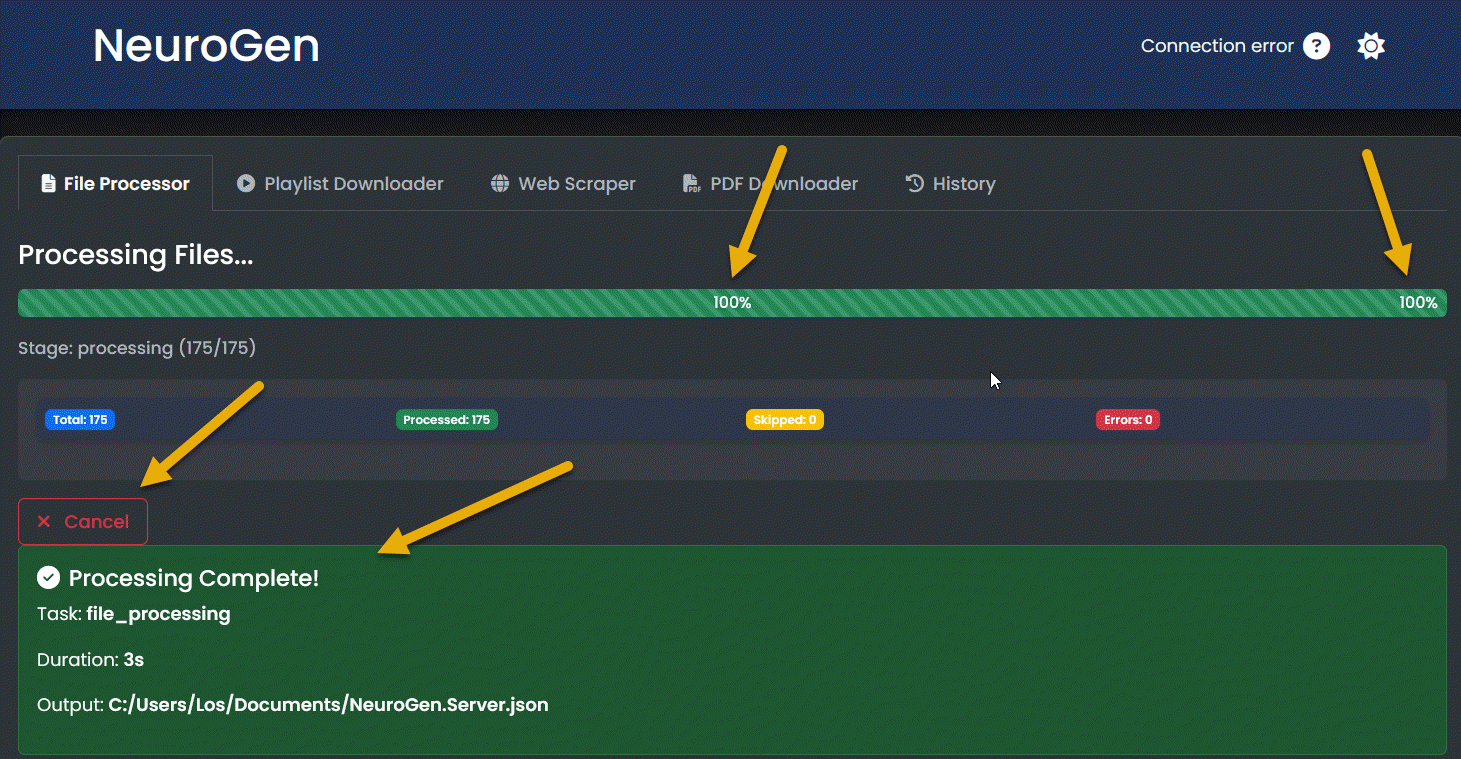 NeuroGen
Connection error ?
File Processor Playlist Downloader Web Scraper PDF Downloader History
Processing Files...
100% 100%
Stage: processing (175/175)
Total: 175 Processed: 175 Skipped: 0 Errors: 0
Cancel
Processing Complete!
Task: file_processing
Duration: 3s
Output: C:/Users/Los/Documents/NeuroGen.Server.json